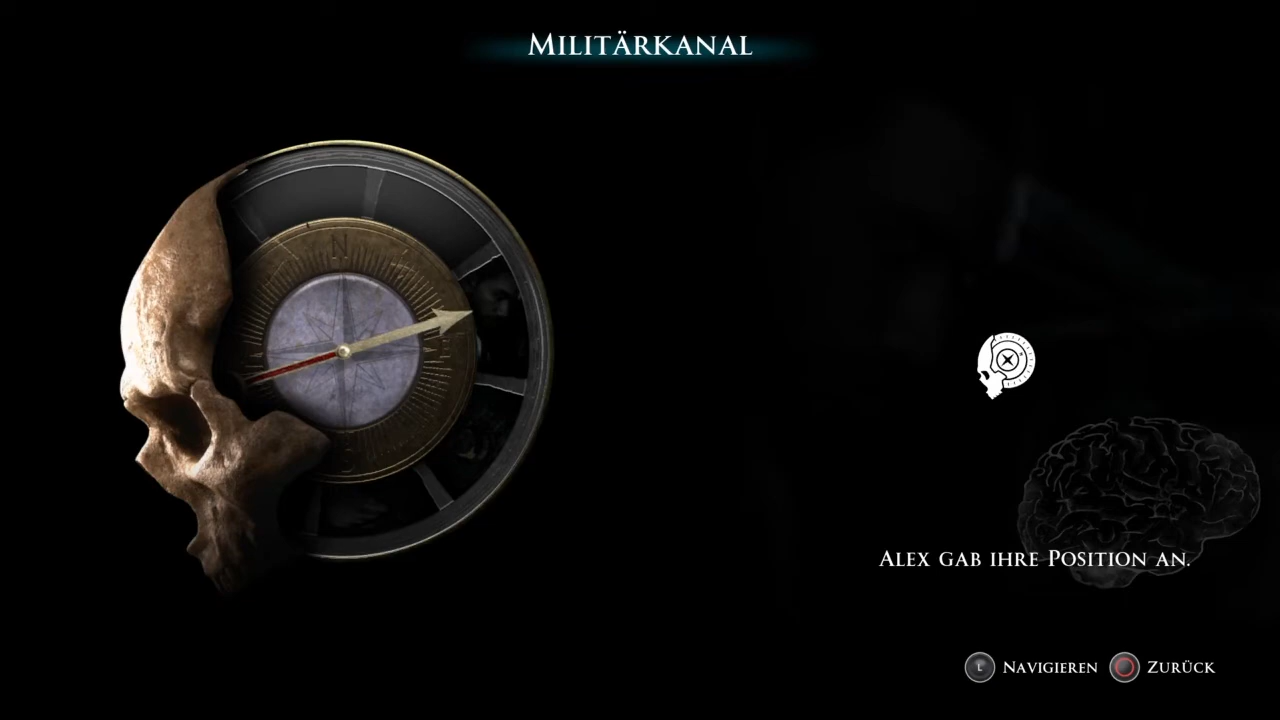 Militärkanal
N
Alex gab ihre Position an.
L Navigieren Zurück